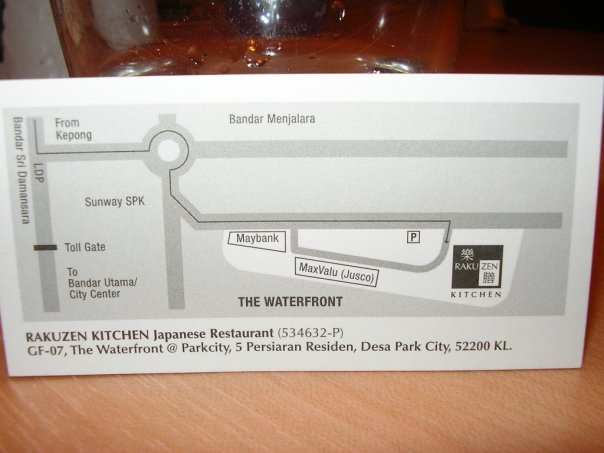 From
Kepong
Bandar Menjalara
Bandar Sri Damansara
LDP
Sunway SPK
Toll Gate
To
Bandar Utama/
City Center
Maybank
P
MaxValu (Jusco)
樂
RAKU ZEN
膳
KITCHEN
THE WATERFRONT
RAKUZEN KITCHEN Japanese Restaurant (534632-P)
GF-07, The Waterfront @ Parkcity, 5 Persiaran Residen, Desa Park City, 52200 KL.